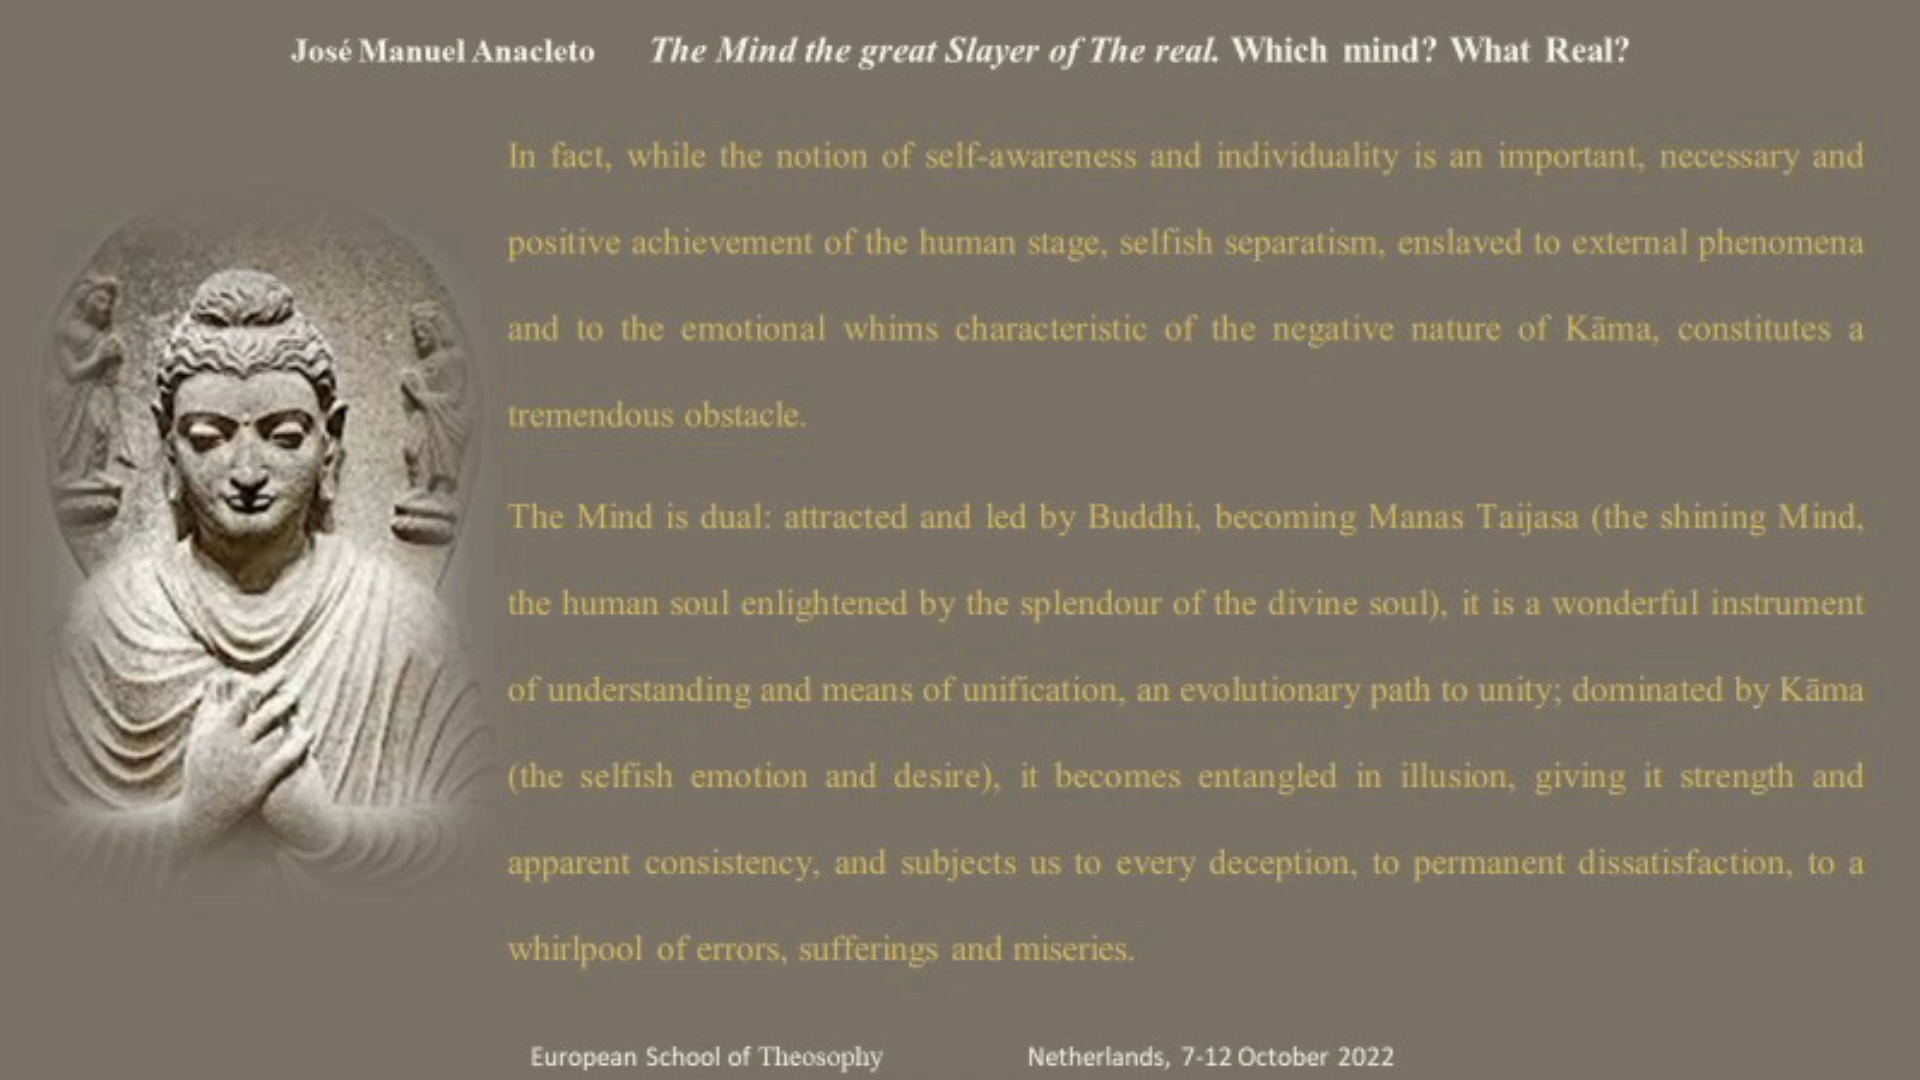 José Manuel Anacleto The Mind the great Slayer of The real. Which mind? What Real?
In fact, while the notion of self-awareness and individuality is an important, necessary and
positive achievement of the human stage, selfish separatism, enslaved to external phenomena
and to the emotional whims characteristic of the negative nature of Kāma, constitutes a
tremendous obstacle.
The Mind is dual: attracted and led by Buddhi, becoming Manas Taijasa (the shining Mind,
the human soul enlightened by the splendour of the divine soul), it is a wonderful instrument
of understanding and means of unification, an evolutionary path to unity; dominated by Kāma
(the selfish emotion and desire), it becomes entangled in illusion, giving it strength and
apparent consistency, and subjects us to every deception, to permanent dissatisfaction, to a
whirlpool of errors, sufferings and miseries.
European School of Theosophy Netherlands, 7-12 October 2022